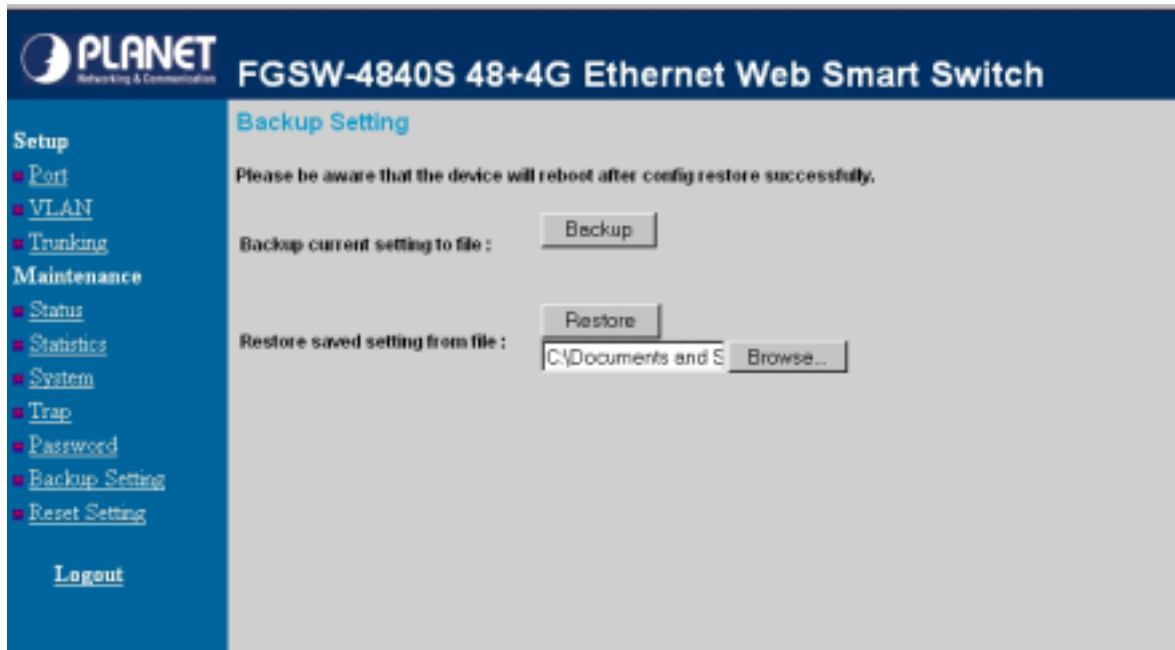 PLANET
Networking & Communication
FGSW-4840S 48+4G Ethernet Web Smart Switch
Setup
Port
VLAN
Trunking
Maintenance
Status
Statistics
System
Trap
Password
Backup Setting
Reset Setting
Logout
Backup Setting
Please be aware that the device will reboot after config restore successfully.
Backup current setting to file :
Backup
Restore saved setting from file :
Restore
C:\Documents and S
Browse...